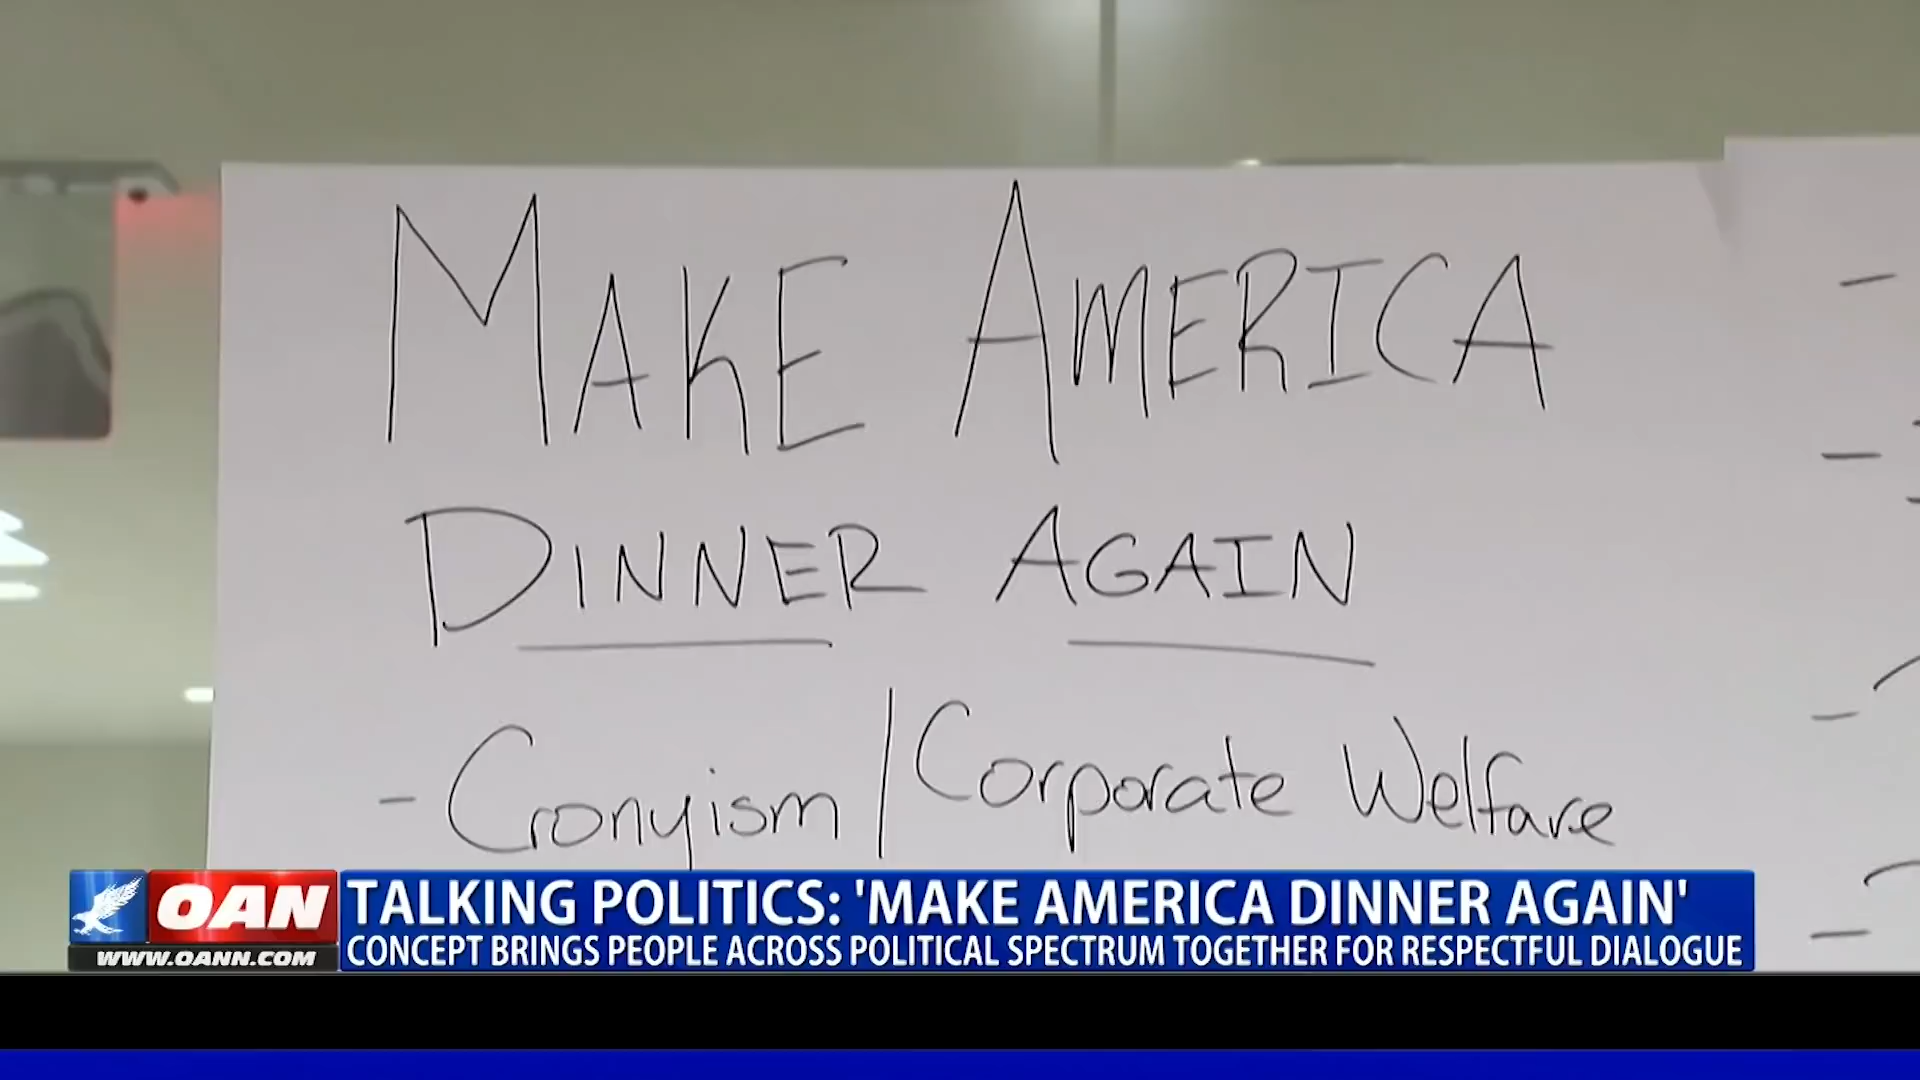 MAKE AMERICA
DINNER AGAIN
- Cronyism / Corporate Welfare
OAN
WWW.OANN.COM
TALKING POLITICS: 'MAKE AMERICA DINNER AGAIN'
CONCEPT BRINGS PEOPLE ACROSS POLITICAL SPECTRUM TOGETHER FOR RESPECTFUL DIALOGUE